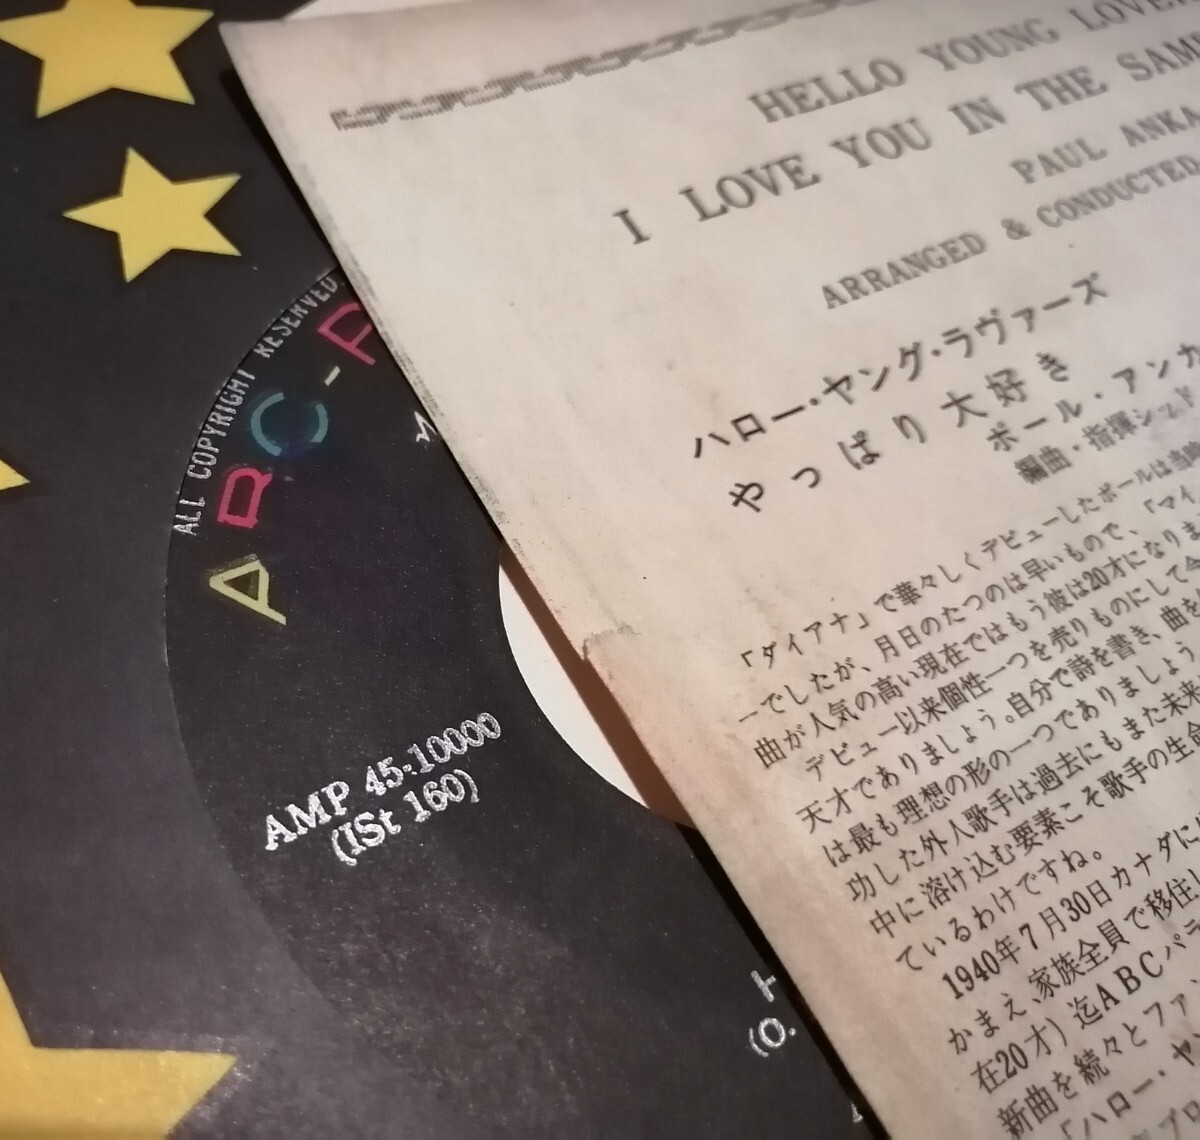 ALL COPYRIGHT RESERVED
ABC-P
AMP 45-10000
(ISt 160)
(O.
HELLO YOUNG
I LOVE YOU IN THE
PAUL ANKA
ARRANGED & CONDUCTED
ハロー・ヤング・ラヴァーズ
やっぱり大好き
ポール・アンカ
編曲・指揮シッド
「ダイアナ」で華々しくデビューしたポールは当時
ーでしたが、月日のたつのは早いもので、「マイ・
曲が人気の高い現在ではもう彼は20才になりま
デビュー以来個性一つを売りものにして今
天才でありましょう。自分で詩を書き、曲を
は最も理想の形の一つでありましょう
功した外人歌手は過去にもまた未来
中に溶け込む要素こそ歌手の生命
ているわけですね。
1940年7月30日カナダに
かまえ、家族全員で移住し
在20才）迄ABCパラ
新曲を続々とファン
「ハロー・ヤン